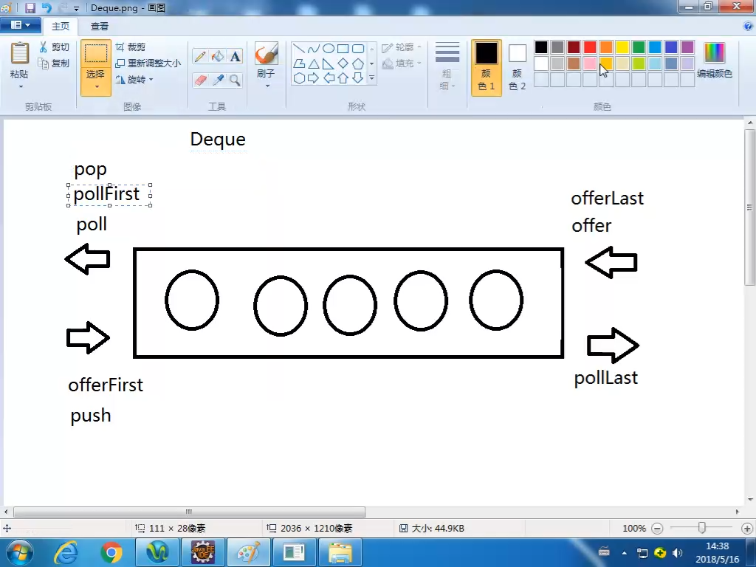 Deque.png - 画图
主页
查看
粘贴
剪切
复制
剪贴板
选择
裁剪
重新调整大小
旋转
图像
A
工具
刷子
形状
轮廓
填充
粗
细
颜
色 1
颜
色 2
编辑颜色
颜色
Deque
pop
pollFirst
poll
offerLast
offer
offerFirst
push
pollLast
111 × 28像素
2036 × 1210像素
大小: 44.9KB
100%
14:38
2018/5/16